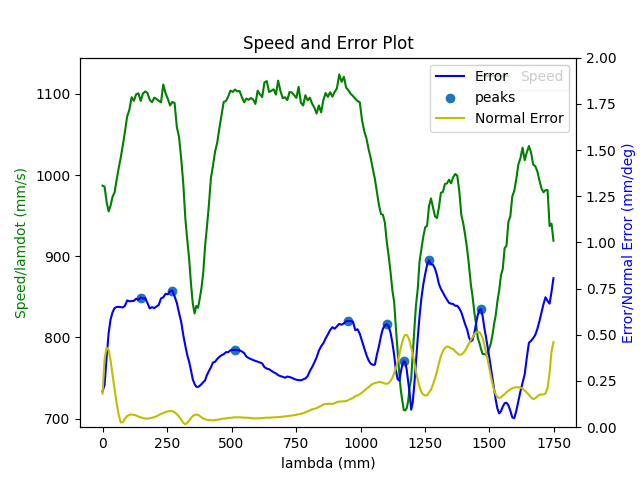 Speed and Error Plot
Error
Speed
peaks
Normal Error
Speed/lamdot (mm/s)
1100
1000
900
800
700
2.00
1.75
1.50
1.25
1.00
0.75
0.50
0.25
0.00
Error/Normal Error (mm/deg)
0
250
500
750
1000
1250
1500
1750
lambda (mm)